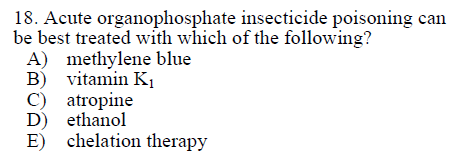 18. Acute organophosphate insecticide poisoning can
be best treated with which of the following?
A) methylene blue
B) vitamin K₁
C) atropine
D) ethanol
E) chelation therapy